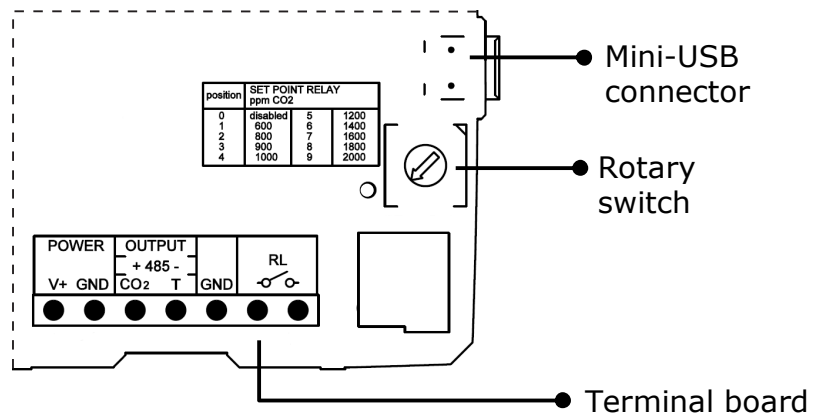 Mini-USB
connector
position SET POINT RELAY
ppm CO2
0 disabled 5 1200
1 600 6 1400
2 800 7 1600
3 900 8 1800
4 1000 9 2000
Rotary
switch
POWER OUTPUT
+ 485 -
RL
V+ GND CO2 T GND
Terminal board